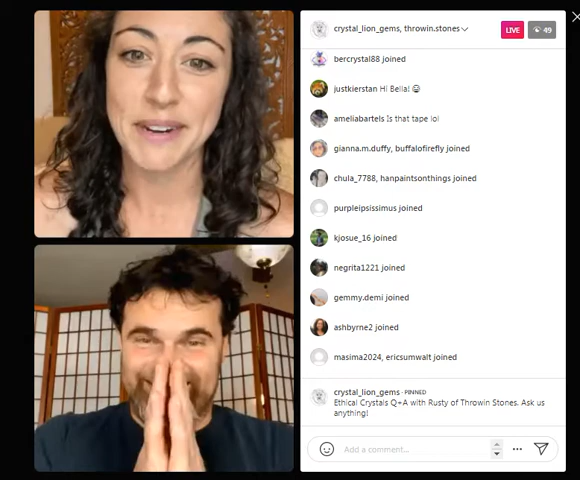 crystal_lion_gems, throwin.stones
LIVE
49
bercrystal88 joined
justkierstan Hi Bella! 😉
ameliabartels Is that tape lol
gianna.m.duffy, buffalofirefly joined
chula_7788, hanpaintsonthings joined
purpleipsissimus joined
kjosue_16 joined
negrita1221 joined
gemmy.demi joined
ashbyrne2 joined
masima2024, ericsumwalt joined
crystal_lion_gems · PINNED
Ethical Crystals Q+A with Rusty of Throwin Stones. Ask us
anything!
Add a comment...